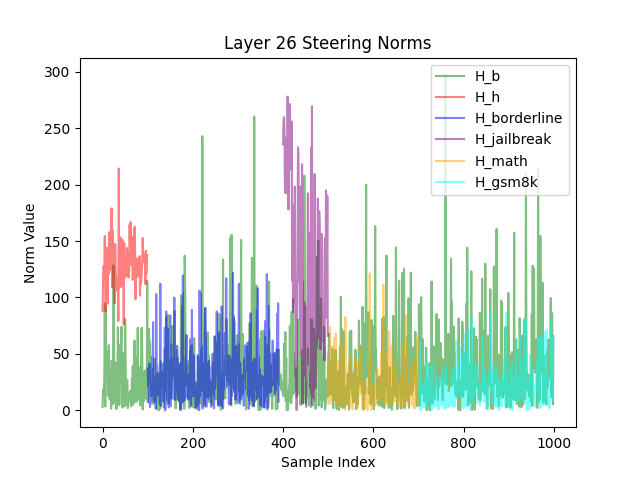 Layer 26 Steering Norms
Norm Value
300
250
200
150
100
50
0
H_b
H_h
H_borderline
H_jailbreak
H_math
H_gsm8k
0
200
400
600
800
1000
Sample Index